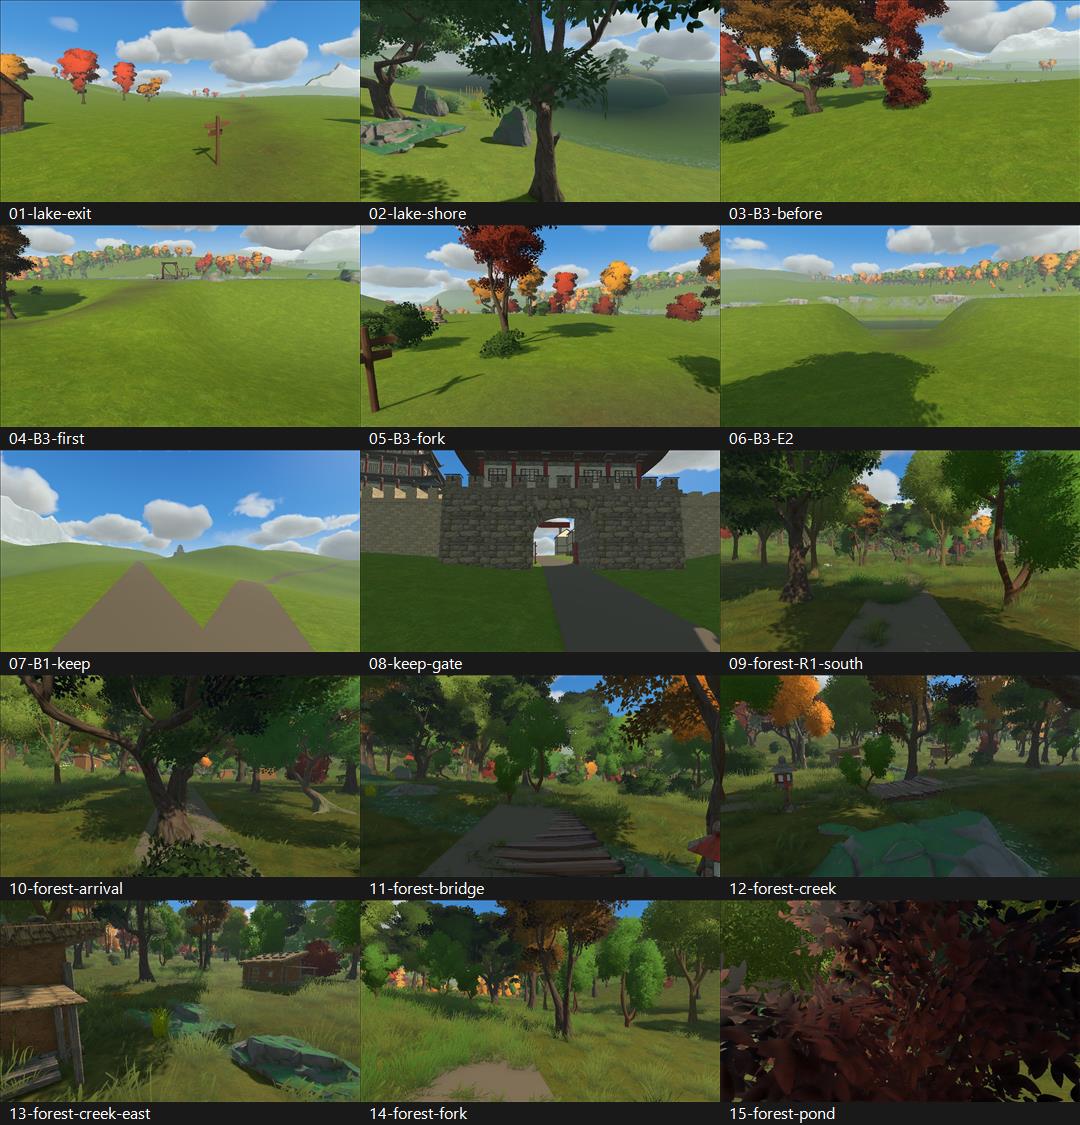 01-lake-exit
02-lake-shore
03-B3-before
04-B3-first
05-B3-fork
06-B3-E2
07-B1-keep
08-keep-gate
09-forest-R1-south
10-forest-arrival
11-forest-bridge
12-forest-creek
13-forest-creek-east
14-forest-fork
15-forest-pond